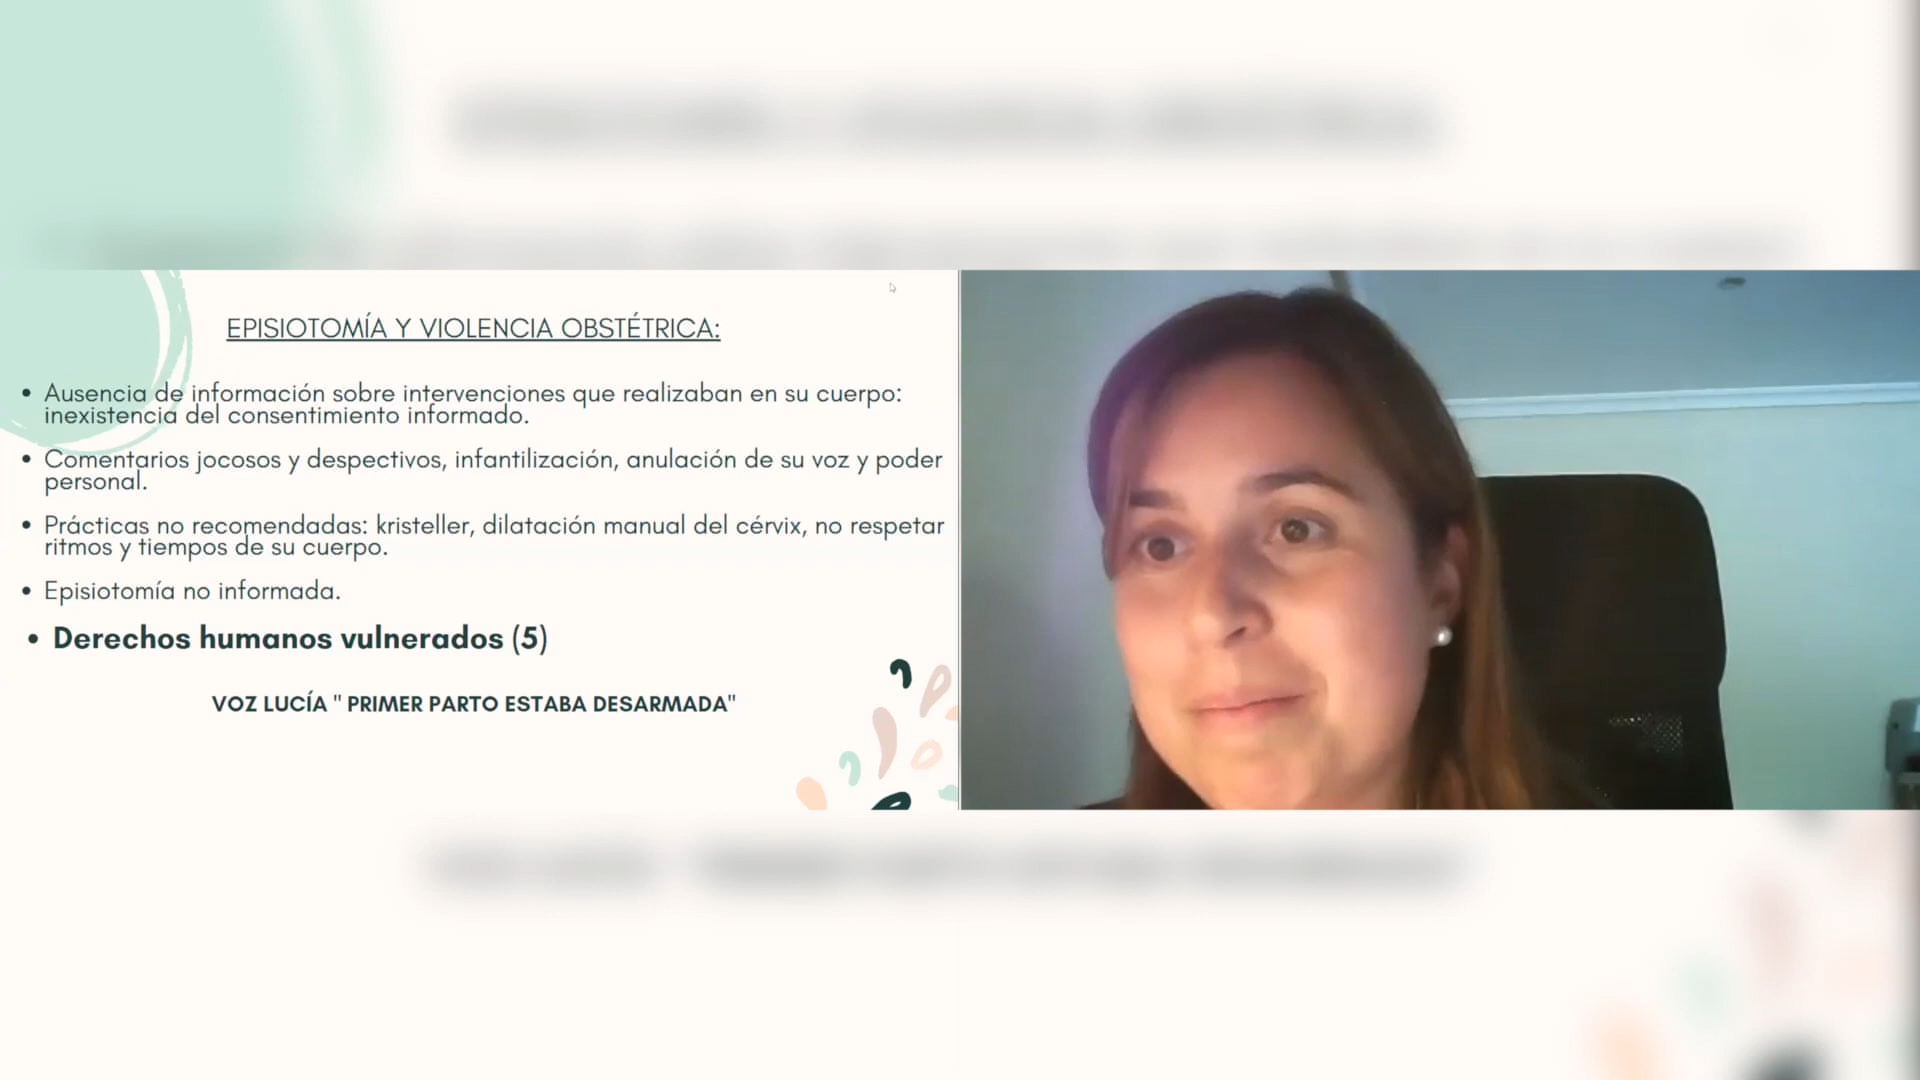 EPISIOTOMÍA Y VIOLENCIA OBSTÉTRICA:
• Ausencia de información sobre intervenciones que realizaban en su cuerpo:
inexistencia del consentimiento informado.
• Comentarios jocosos y despectivos, infantilización, anulación de su voz y poder
personal.
• Prácticas no recomendadas: kristeller, dilatación manual del cérvix, no respetar
ritmos y tiempos de su cuerpo.
• Episiotomía no informada.
• Derechos humanos vulnerados (5)
VOZ LUCÍA " PRIMER PARTO ESTABA DESARMADA"